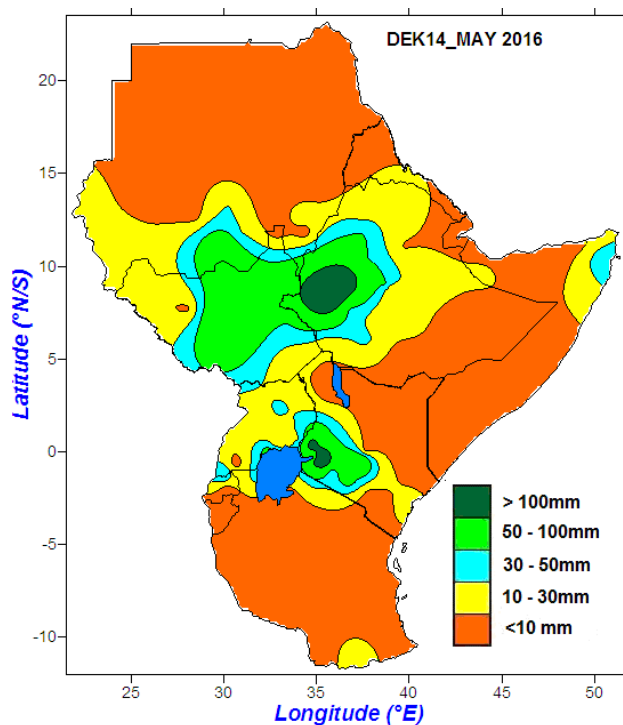 DEK14_MAY 2016
20
15
10
5
0
-5
-10
Latitude (°N/S)
> 100mm
50 - 100mm
30 - 50mm
10 - 30mm
<10 mm
25 30 35 40 45 50
Longitude (°E)